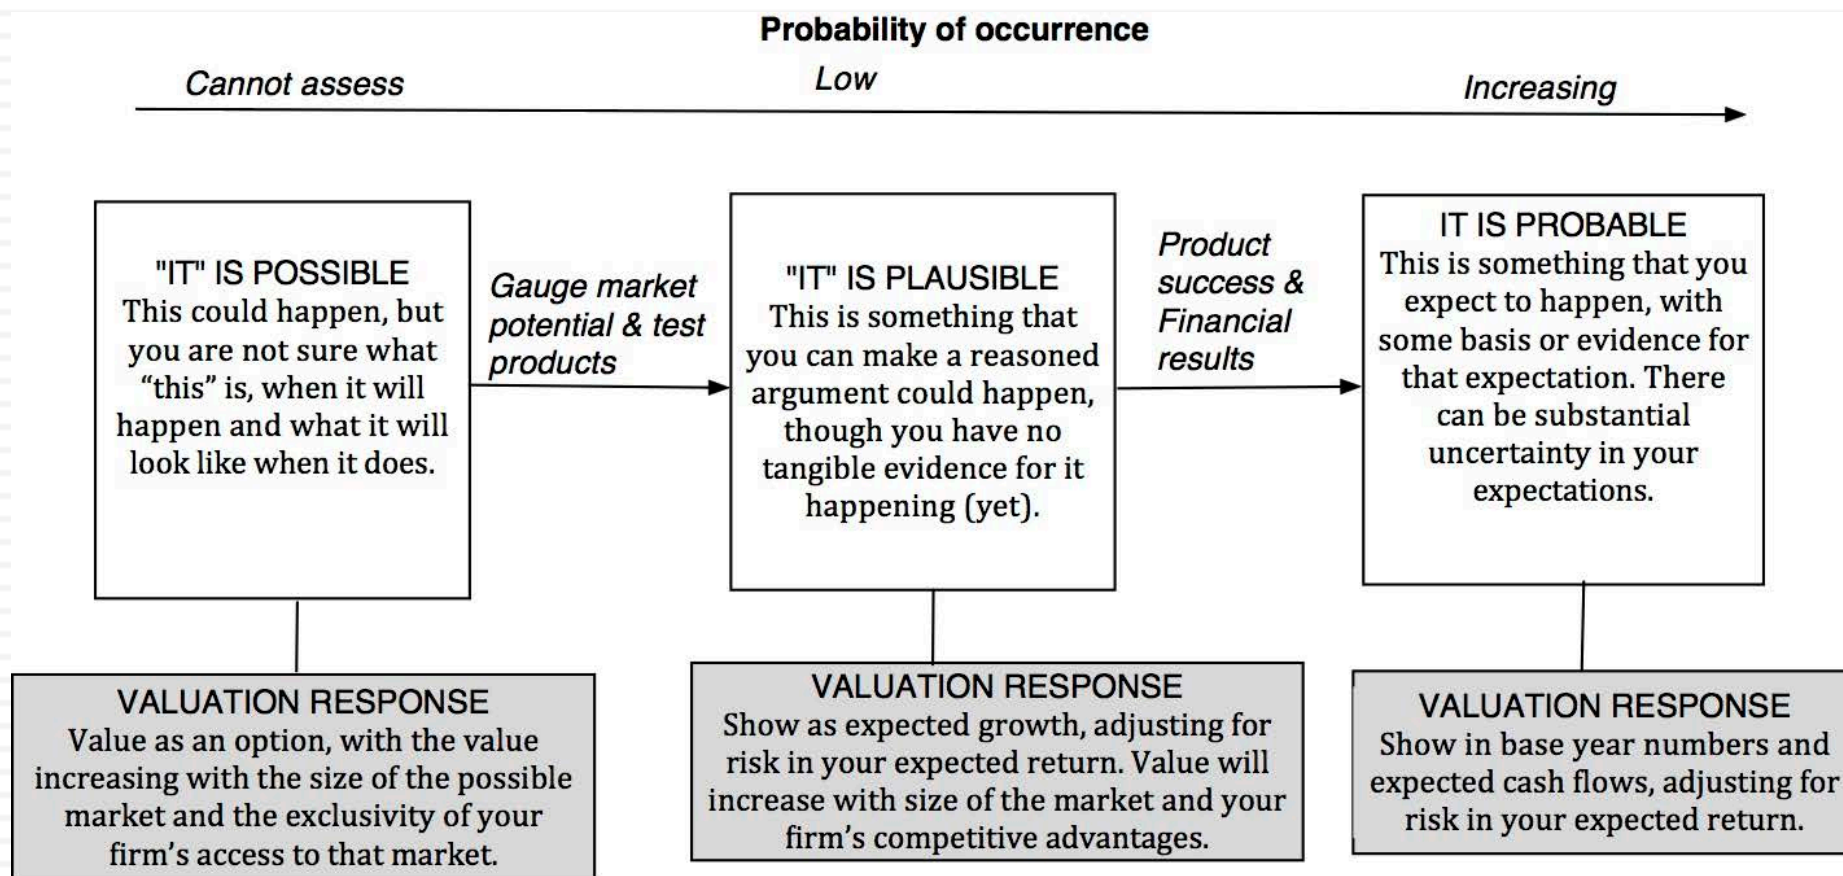 Probability of occurrence
Cannot assess
Low
Increasing
"IT" IS POSSIBLE
This could happen, but
you are not sure what
“this” is, when it will
happen and what it will
look like when it does.
Gauge market
potential & test
products
"IT" IS PLAUSIBLE
This is something that
you can make a reasoned
argument could happen,
though you have no
tangible evidence for it
happening (yet).
Product
success &
Financial
results
IT IS PROBABLE
This is something that you
expect to happen, with
some basis or evidence for
that expectation. There
can be substantial
uncertainty in your
expectations.
VALUATION RESPONSE
Value as an option, with the value
increasing with the size of the possible
market and the exclusivity of your
firm’s access to that market.
VALUATION RESPONSE
Show as expected growth, adjusting for
risk in your expected return. Value will
increase with size of the market and your
firm’s competitive advantages.
VALUATION RESPONSE
Show in base year numbers and
expected cash flows, adjusting for
risk in your expected return.